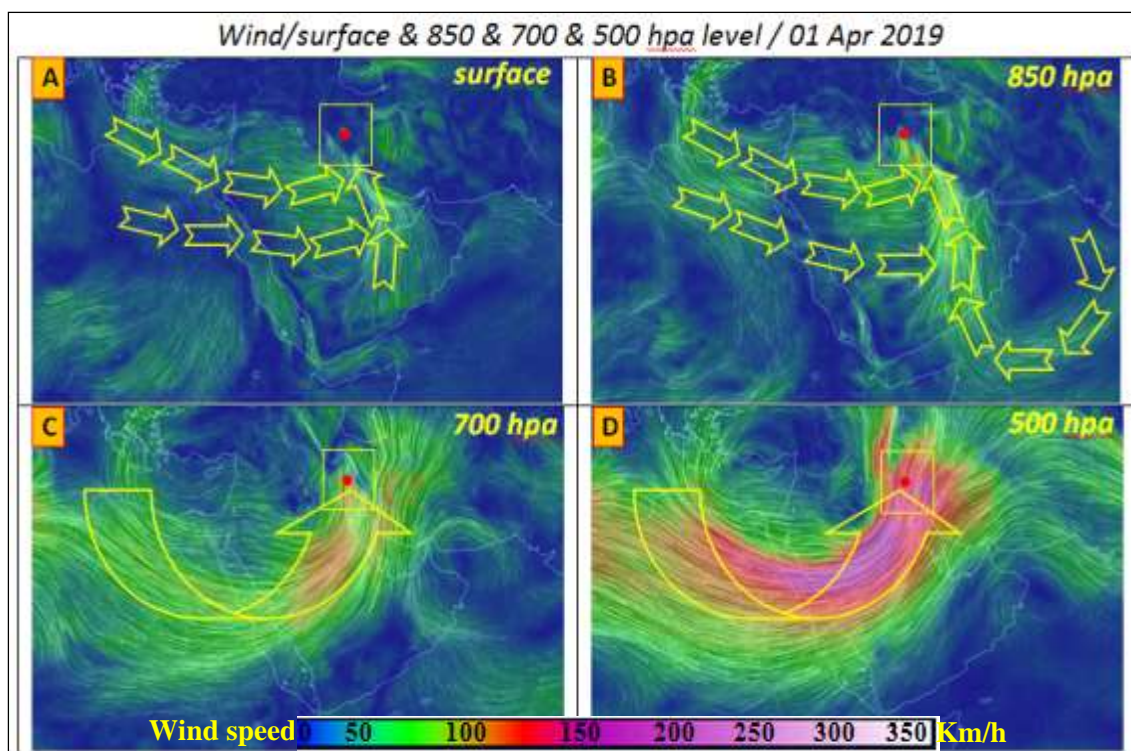 Wind/surface & 850 & 700 & 500 hpa level / 01 Apr 2019
A
surface
B
850 hpa
C
700 hpa
D
500 hpa
Wind speed 0 50 100 150 200 250 300 350 Km/h